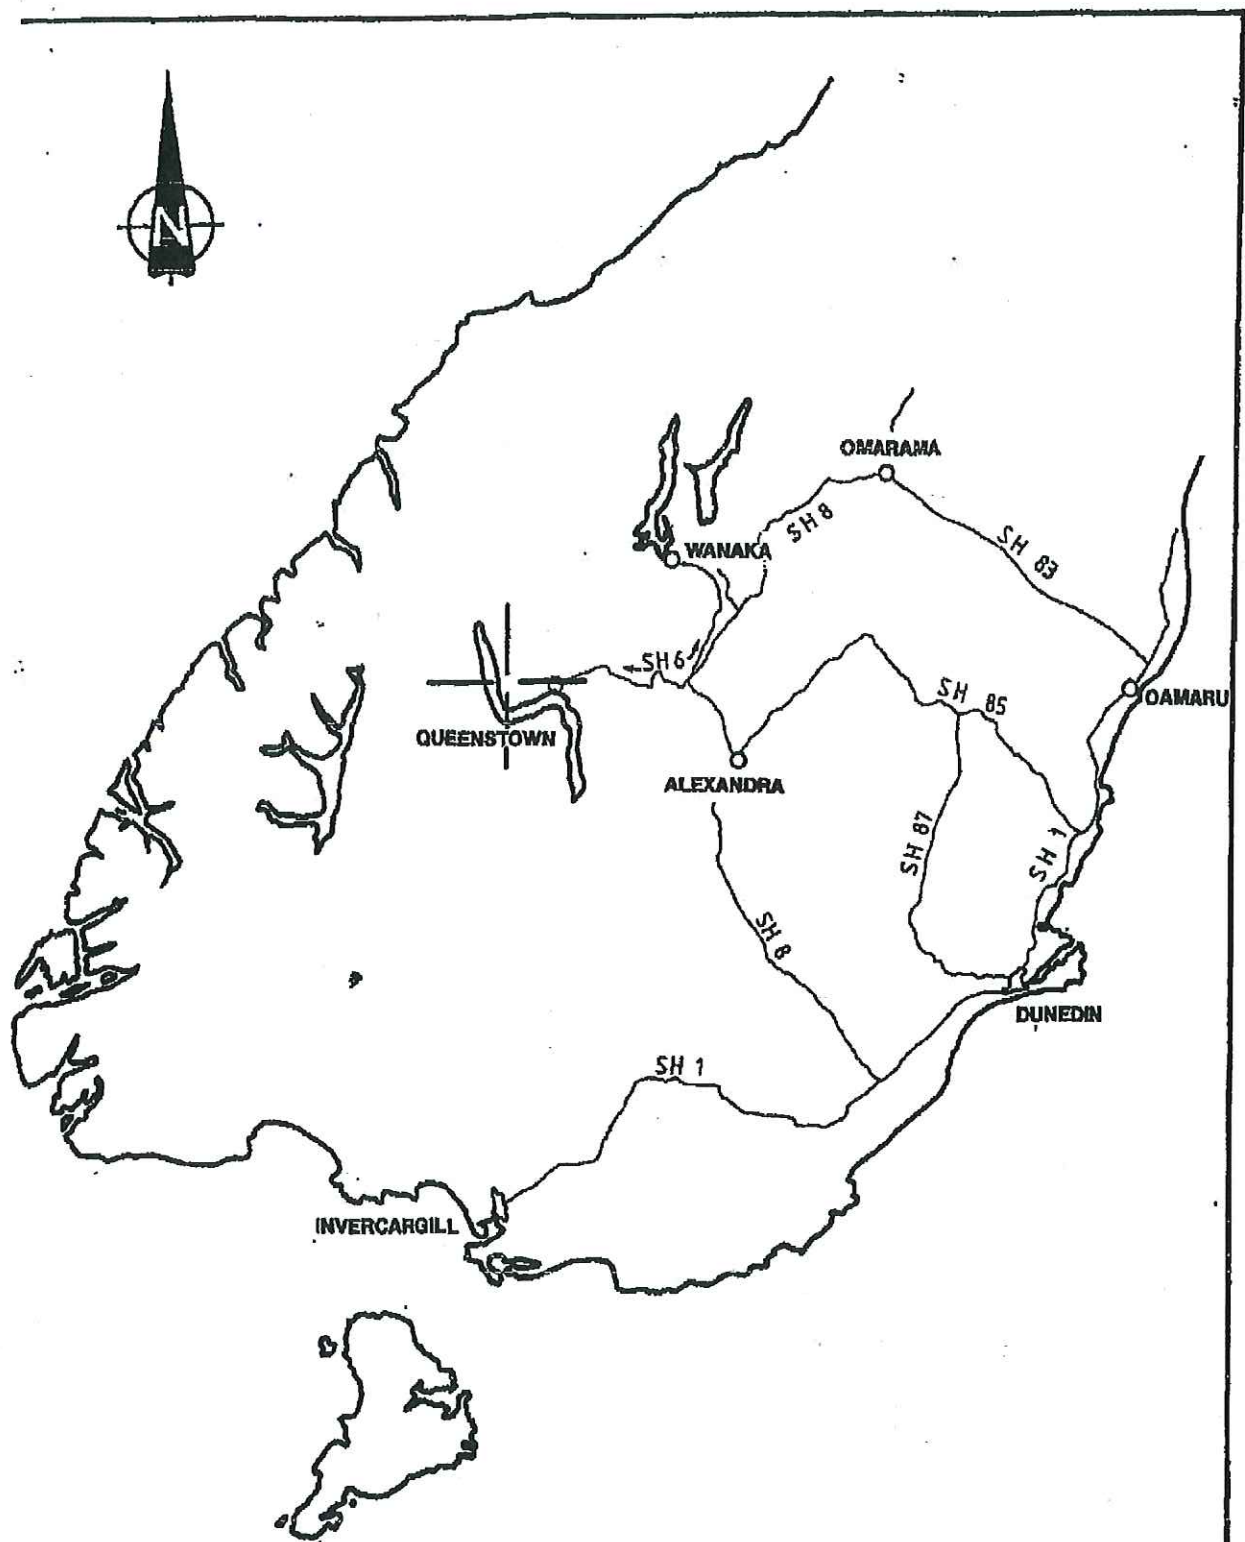 N
OMARAMA
SH 8
WANAKA
SH 83
SH 6
SH 85
OAMARU
QUEENSTOWN
ALEXANDRA
SH 87
SH 1
SH 8
DUNEDIN
SH 1
INVERCARGILL